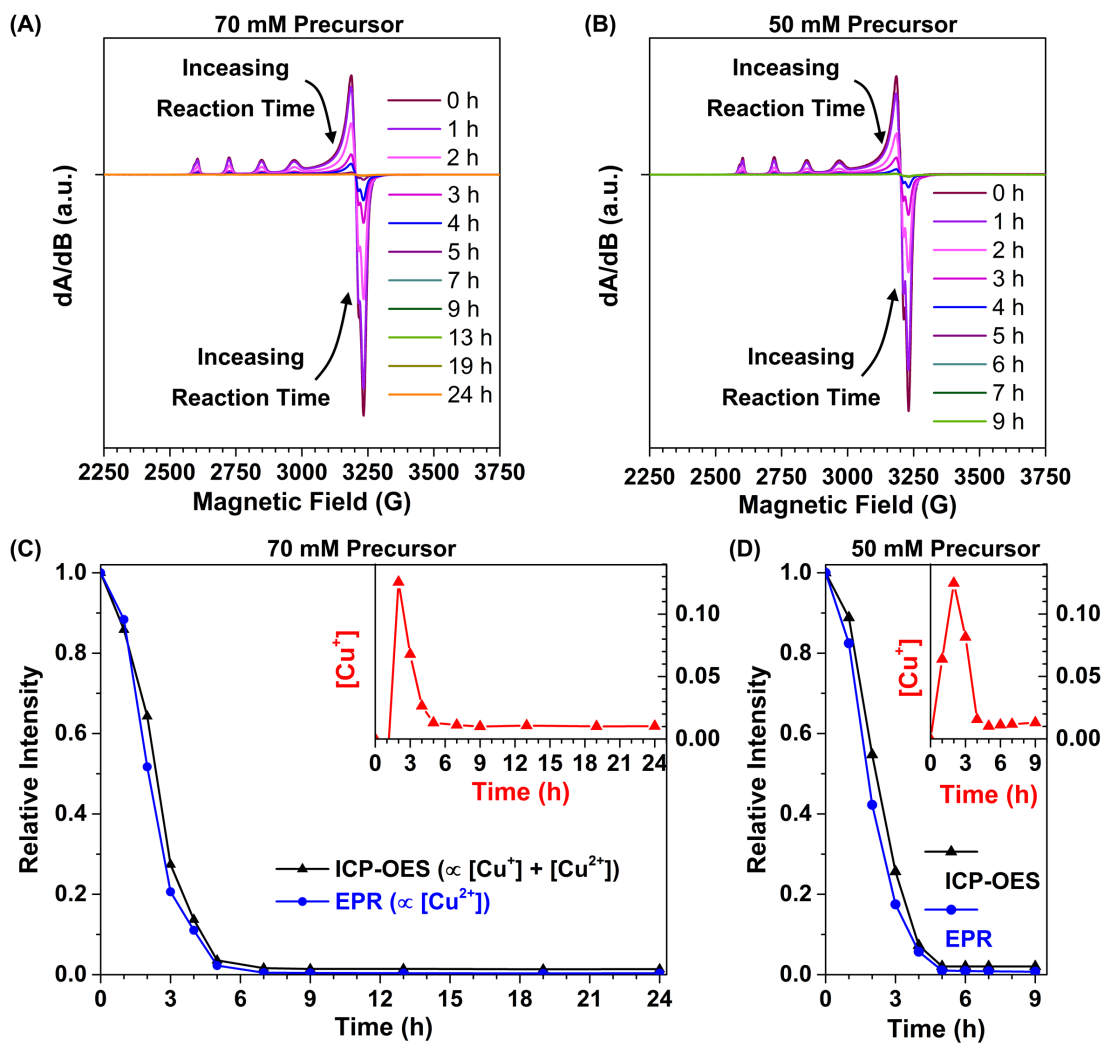 (A)
70 mM Precursor
Inceasing
Reaction Time
0 h
1 h
2 h
3 h
4 h
5 h
7 h
9 h
13 h
19 h
24 h
Inceasing
Reaction Time
dA/dB (a.u.)
2250 2500 2750 3000 3250 3500 3750
Magnetic Field (G)
(B)
50 mM Precursor
Inceasing
Reaction Time
0 h
1 h
2 h
3 h
4 h
5 h
6 h
7 h
9 h
Inceasing
Reaction Time
dA/dB (a.u.)
2250 2500 2750 3000 3250 3500 3750
Magnetic Field (G)
(C)
70 mM Precursor
Relative Intensity
1.0
0.8
0.6
0.4
0.2
0.0
[Cu⁺]
0.10
0.05
0.00
0 3 6 9 12 15 18 21 24
Time (h)
ICP-OES (∝ [Cu⁺] + [Cu²⁺])
EPR (∝ [Cu²⁺])
0 3 6 9 12 15 18 21 24
Time (h)
(D)
50 mM Precursor
Relative Intensity
1.0
0.8
0.6
0.4
0.2
0.0
[Cu⁺]
0.10
0.05
0.00
0 3 6 9
Time (h)
ICP-OES
EPR
0 3 6 9
Time (h)